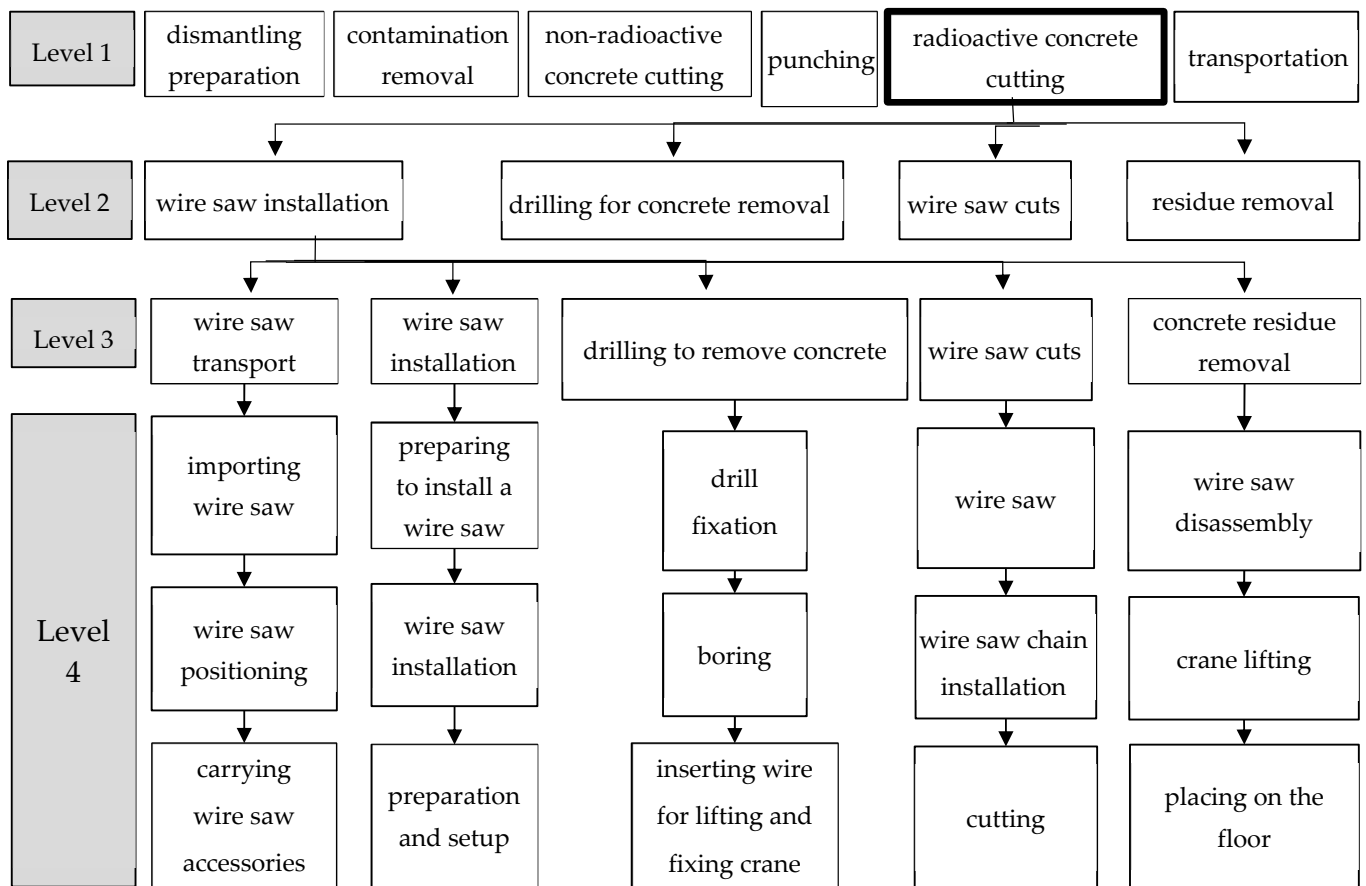 Level 1
dismantling
preparation
contamination
removal
non-radioactive
concrete cutting
punching
radioactive concrete
cutting
transportation
Level 2
wire saw installation
drilling for concrete removal
wire saw cuts
residue removal
Level 3
wire saw
transport
wire saw
installation
drilling to remove concrete
wire saw cuts
concrete residue
removal
Level
4
importing
wire saw
preparing
to install a
wire saw
drill
fixation
wire saw
wire saw
disassembly
wire saw
positioning
wire saw
installation
boring
wire saw chain
installation
crane lifting
carrying
wire saw
accessories
preparation
and setup
inserting wire
for lifting and
fixing crane
cutting
placing on the
floor